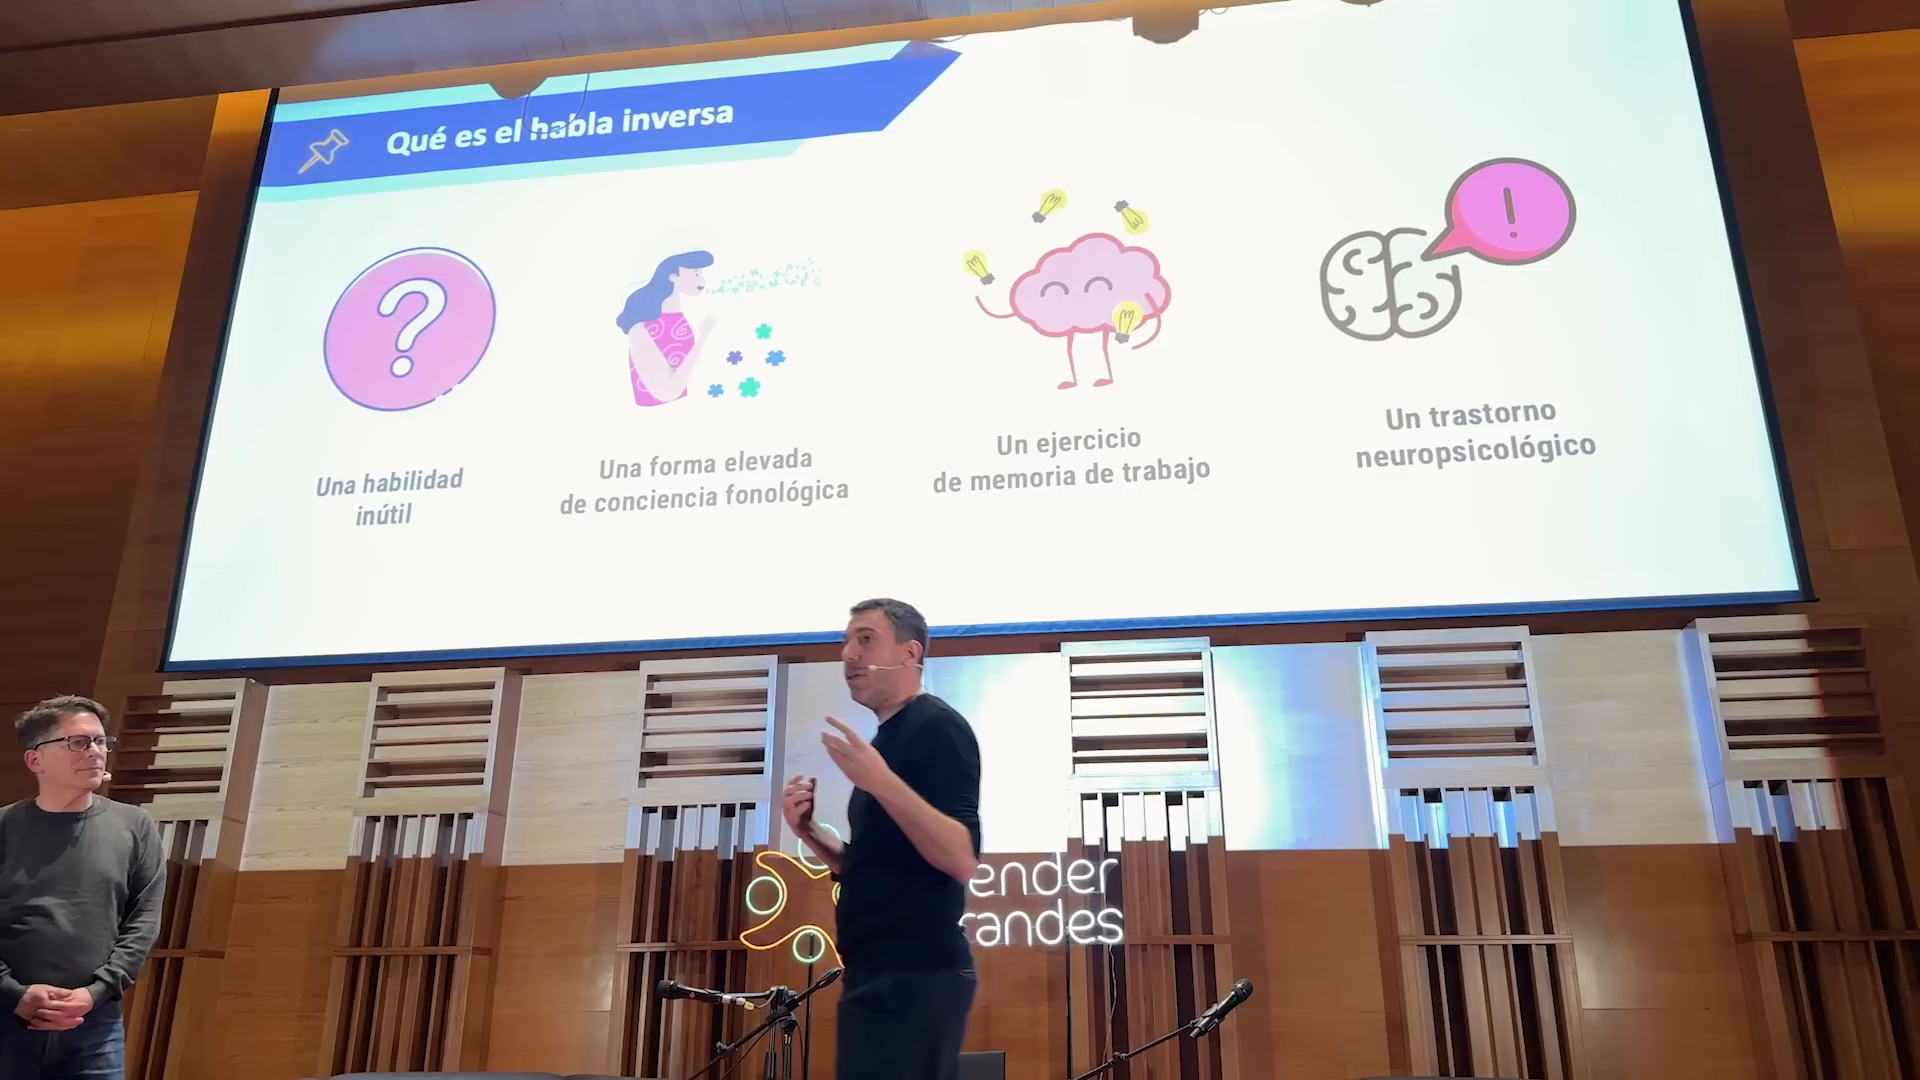 Qué es el habla inversa
Una habilidad
inútil
Una forma elevada
de conciencia fonológica
Un ejercicio
de memoria de trabajo
Un trastorno
neuropsicológico
ender
randes